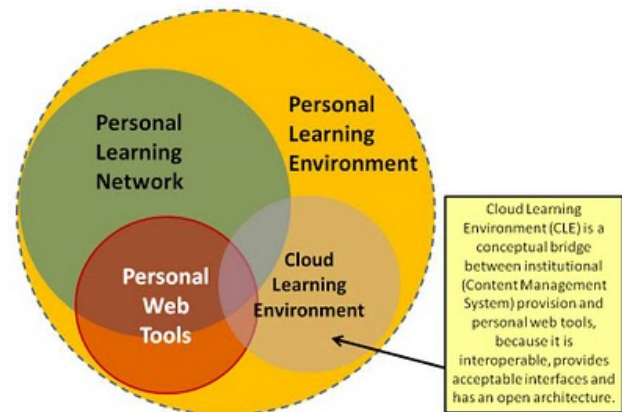 Personal
Learning
Network
Personal
Learning
Environment
Personal
Web
Tools
Cloud
Learning
Environment
Cloud Learning
Environment (CLE) is a
conceptual bridge
between institutional
(Content Management
System) provision and
personal web tools,
because it is
interoperable, provides
acceptable interfaces and
has an open architecture.